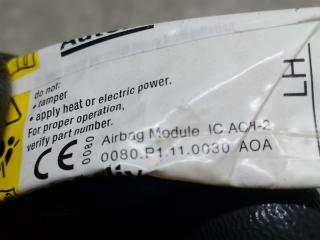 do not:
• tamper
• apply heat or electric power.
For proper operation,
verify part number.
LH
CE 0080
Airbag Module IC ACH-2
0080.P1.11.0030 AOA